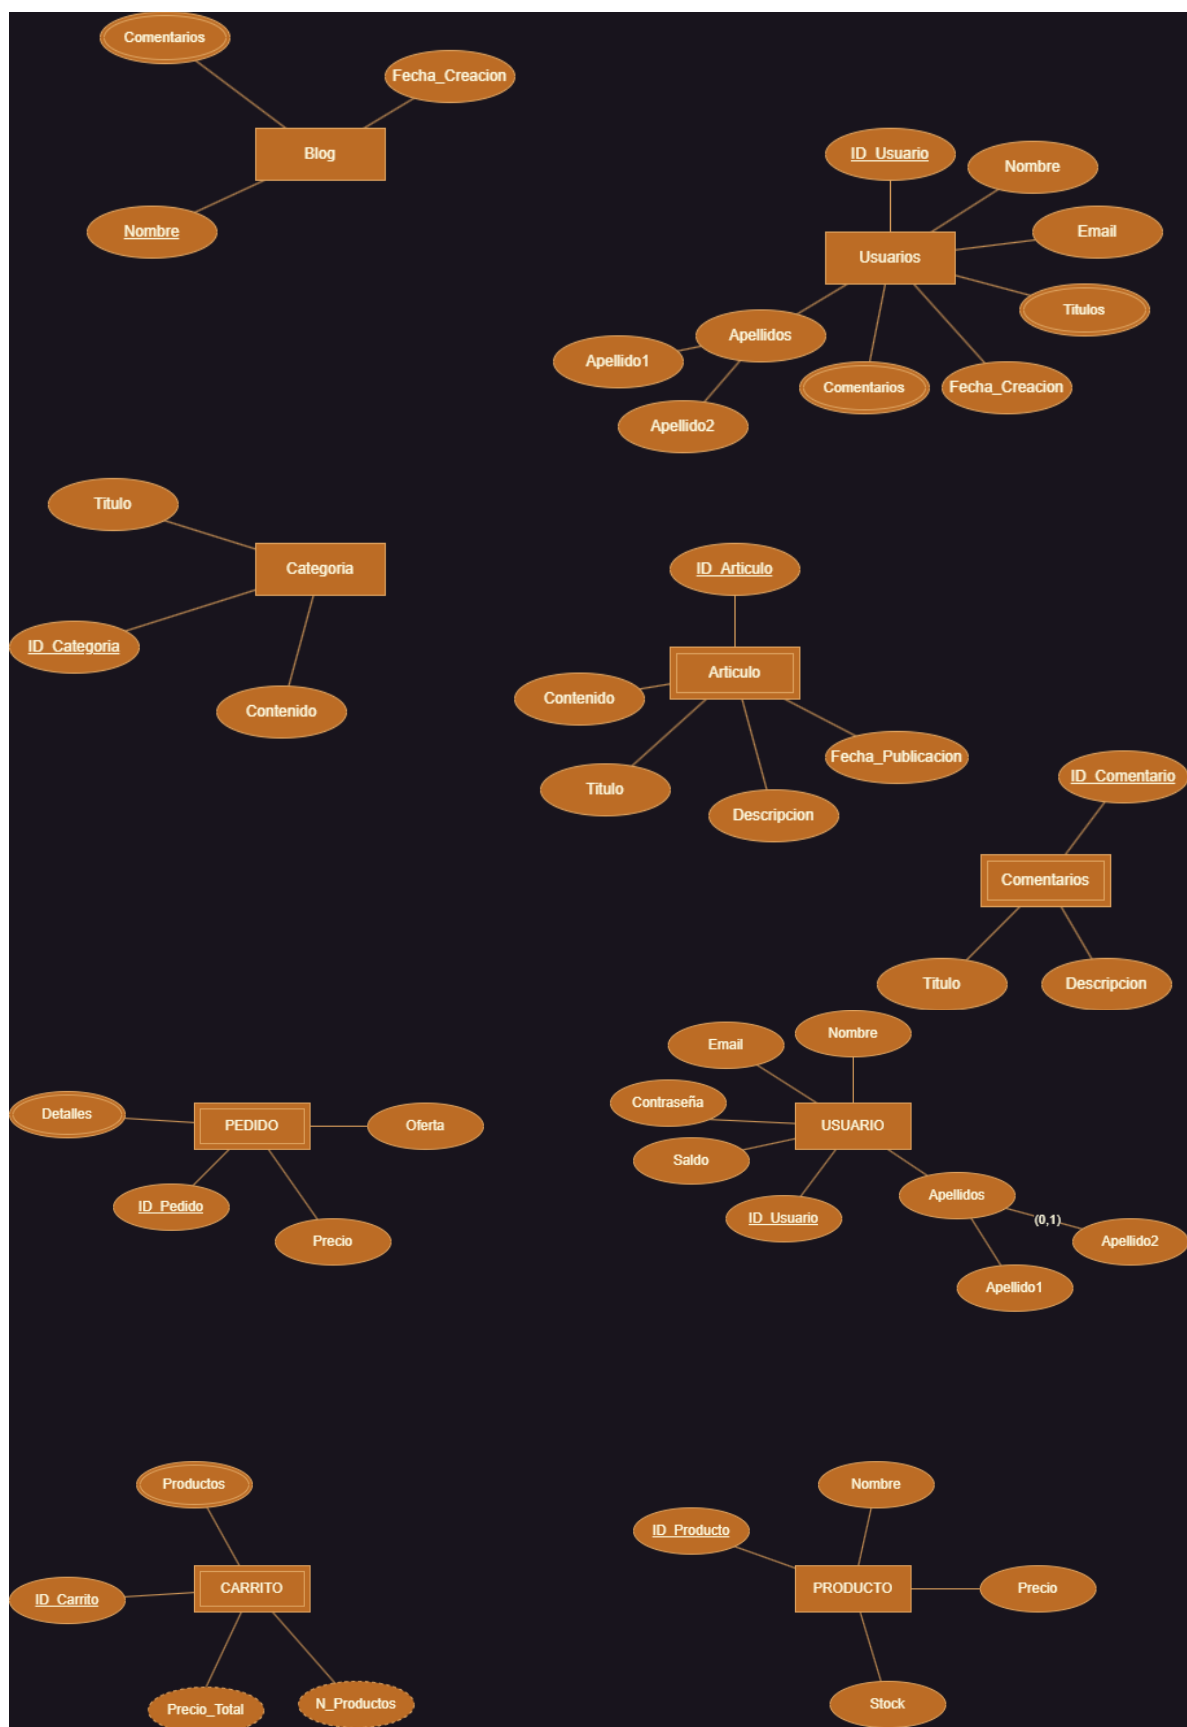 Comentarios
Fecha_Creacion
Blog
Nombre
ID_Usuario
Nombre
Email
Usuarios
Titulos
Apellidos
Apellido1
Comentarios
Fecha_Creacion
Apellido2
Titulo
Categoria
ID_Categoria
Contenido
ID_Articulo
Articulo
Contenido
Fecha_Publicacion
Titulo
Descripcion
ID_Comentario
Comentarios
Titulo
Descripcion
Detalles
PEDIDO
Oferta
ID_Pedido
Precio
Nombre
Email
Contraseña
USUARIO
Saldo
Apellidos
ID_Usuario
(0,1)
Apellido2
Apellido1
Productos
CARRITO
ID_Carrito
Precio_Total
N_Productos
Nombre
ID_Producto
PRODUCTO
Precio
Stock